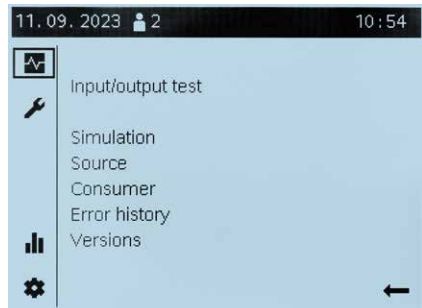 11.09.2023 2 10:54
Input/output test
Simulation
Source
Consumer
Error history
Versions